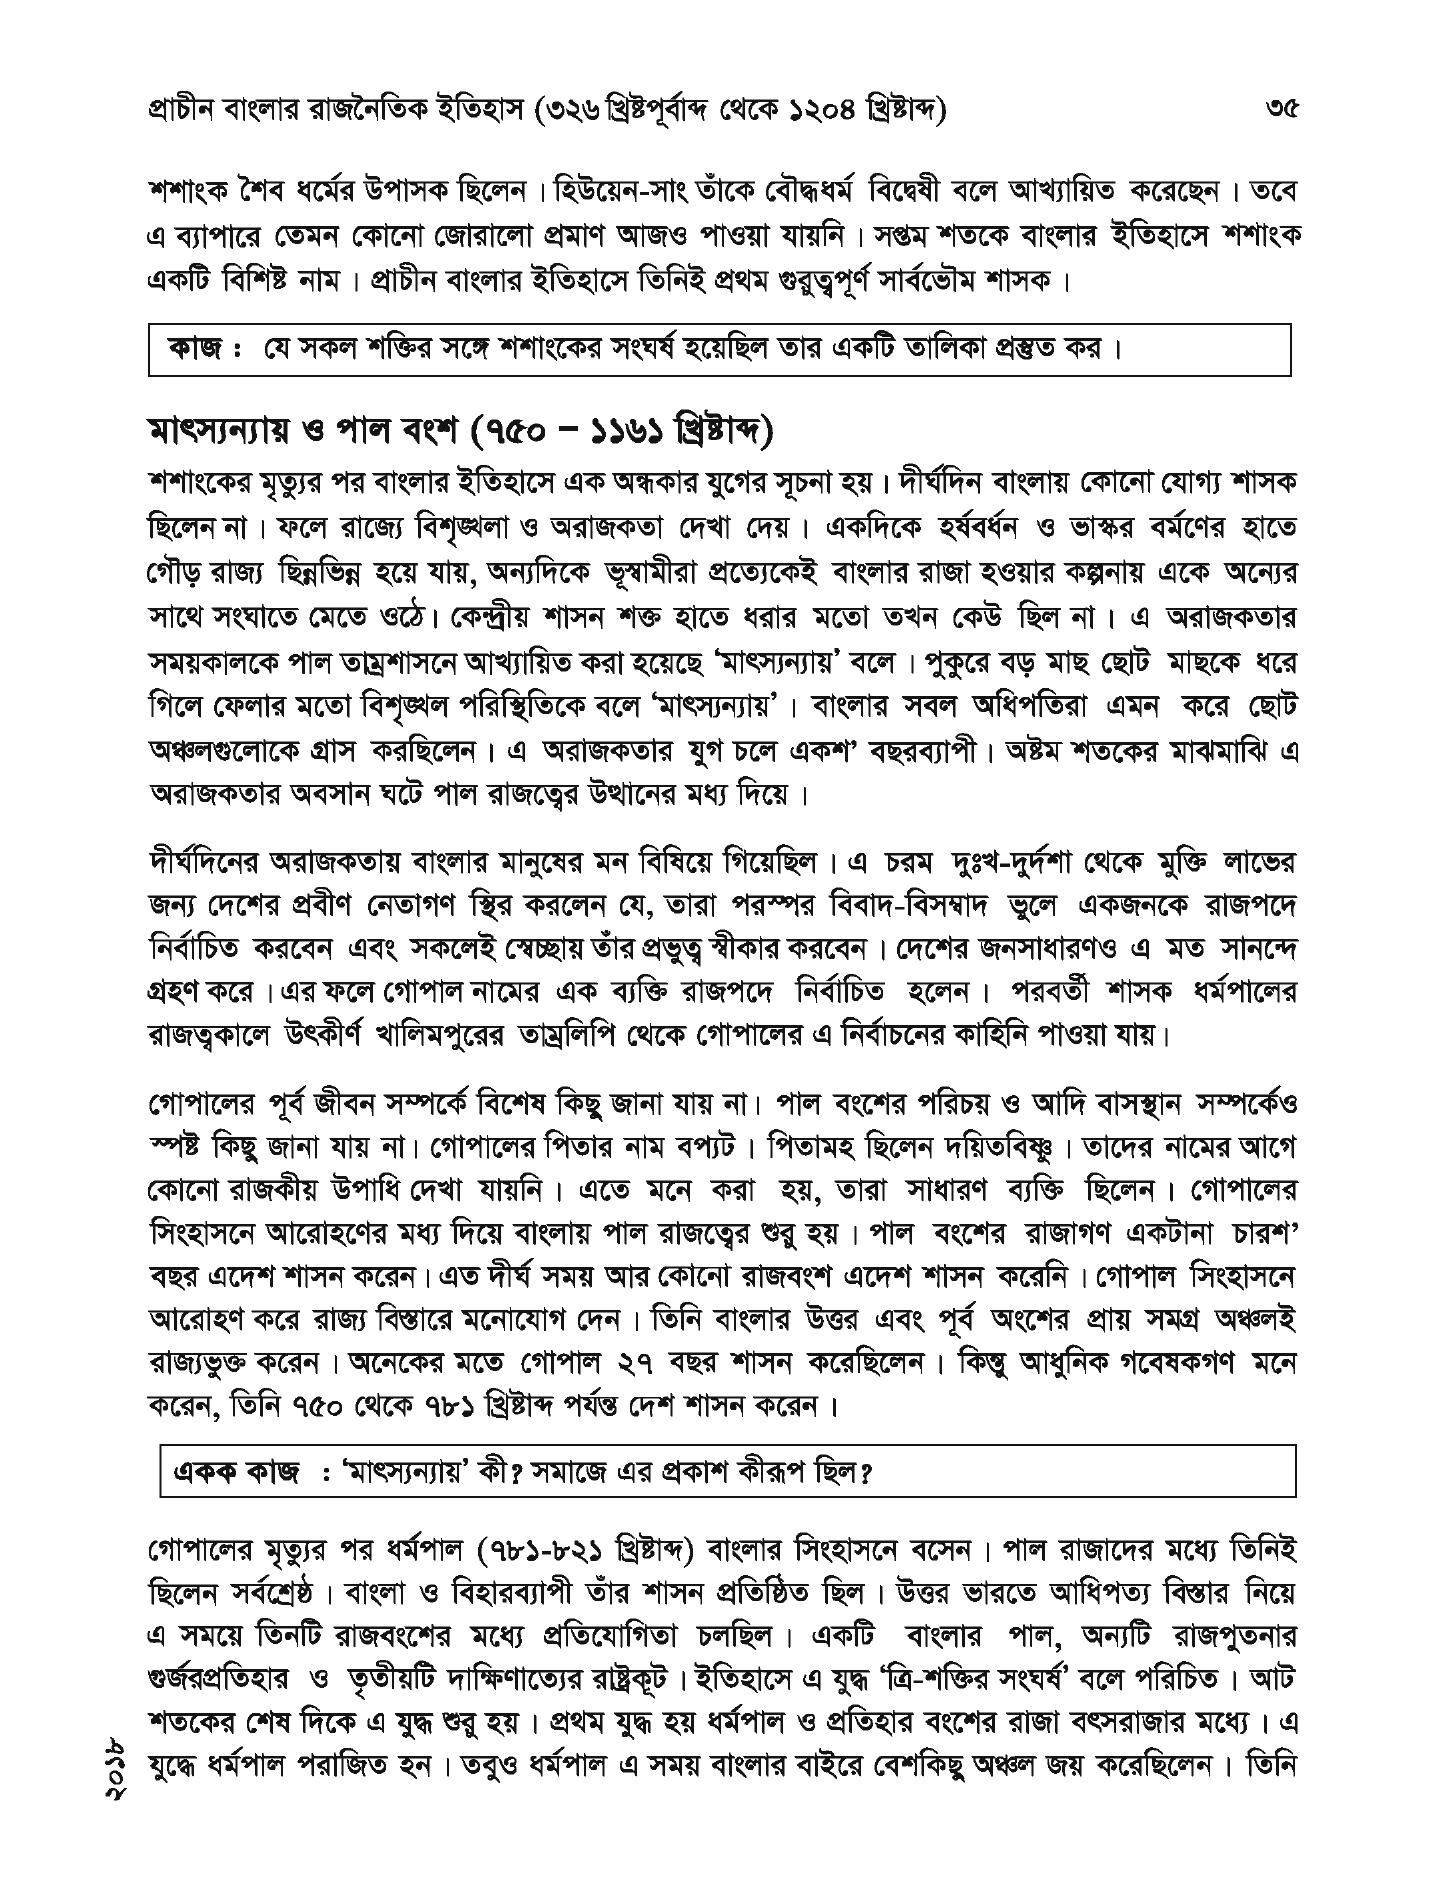 প্রাচীন বাংলার রাজনৈতিক ইতিহাস (৩২৬ খ্রিষ্টপূর্বাব্দ থেকে ১২০৪ খ্রিষ্টাব্দ) ৩৫
শশাংক শৈব ধর্মের উপাসক ছিলেন । হিউয়েন-সাং তাঁকে বৌদ্ধধর্ম বিদ্বেষী বলে আখ্যায়িত করেছেন । তবে
এ ব্যাপারে তেমন কোনো জোরালো প্রমাণ আজও পাওয়া যায়নি । সপ্তম শতকে বাংলার ইতিহাসে শশাংক
একটি বিশিষ্ট নাম । প্রাচীন বাংলার ইতিহাসে তিনিই প্রথম গুরুত্বপূর্ণ সার্বভৌম শাসক ।
কাজ : যে সকল শক্তির সঙ্গে শশাংকের সংঘর্ষ হয়েছিল তার একটি তালিকা প্রস্তুত কর ।
মাৎস্যন্যায় ও পাল বংশ (৭৫০ – ১১৬১ খ্রিষ্টাব্দ)
শশাংকের মৃত্যুর পর বাংলার ইতিহাসে এক অন্ধকার যুগের সূচনা হয় । দীর্ঘদিন বাংলায় কোনো যোগ্য শাসক
ছিলেন না । ফলে রাজ্যে বিশৃঙ্খলা ও অরাজকতা দেখা দেয় । একদিকে হর্ষবর্ধন ও ভাস্কর বর্মণের হাতে
গৌড় রাজ্য ছিন্নভিন্ন হয়ে যায়, অন্যদিকে ভূস্বামীরা প্রত্যেকেই বাংলার রাজা হওয়ার কল্পনায় একে অন্যের
সাথে সংঘাতে মেতে ওঠে। কেন্দ্রীয় শাসন শক্ত হাতে ধরার মতো তখন কেউ ছিল না । এ অরাজকতার
সময়কালকে পাল তাম্রশাসনে আখ্যায়িত করা হয়েছে ‘মাৎস্যন্যায়’ বলে । পুকুরে বড় মাছ ছোট মাছকে ধরে
গিলে ফেলার মতো বিশৃঙ্খল পরিস্থিতিকে বলে ‘মাৎস্যন্যায়’ । বাংলার সবল অধিপতিরা এমন করে ছোট
অঞ্চলগুলোকে গ্রাস করছিলেন । এ অরাজকতার যুগ চলে একশ’ বছরব্যাপী । অষ্টম শতকের মাঝমাঝি এ
অরাজকতার অবসান ঘটে পাল রাজত্বের উত্থানের মধ্য দিয়ে ।
দীর্ঘদিনের অরাজকতায় বাংলার মানুষের মন বিষিয়ে গিয়েছিল । এ চরম দুঃখ-দুর্দশা থেকে মুক্তি লাভের
জন্য দেশের প্রবীণ নেতাগণ স্থির করলেন যে, তারা পরস্পর বিবাদ-বিসম্বাদ ভুলে একজনকে রাজপদে
নির্বাচিত করবেন এবং সকলেই স্বেচ্ছায় তাঁর প্রভুত্ব স্বীকার করবেন । দেশের জনসাধারণও এ মত সানন্দে
গ্রহণ করে । এর ফলে গোপাল নামের এক ব্যক্তি রাজপদে নির্বাচিত হলেন । পরবর্তী শাসক ধর্মপালের
রাজত্বকালে উৎকীর্ণ খালিমপুরের তাম্রলিপি থেকে গোপালের এ নির্বাচনের কাহিনি পাওয়া যায়।
গোপালের পূর্ব জীবন সম্পর্কে বিশেষ কিছু জানা যায় না। পাল বংশের পরিচয় ও আদি বাসস্থান সম্পর্কেও
স্পষ্ট কিছু জানা যায় না। গোপালের পিতার নাম বপ্যট । পিতামহ ছিলেন দয়িতবিষ্ণু । তাদের নামের আগে
কোনো রাজকীয় উপাধি দেখা যায়নি । এতে মনে করা হয়, তারা সাধারণ ব্যক্তি ছিলেন । গোপালের
সিংহাসনে আরোহণের মধ্য দিয়ে বাংলায় পাল রাজত্বের শুরু হয় । পাল বংশের রাজাগণ একটানা চারশ’
বছর এদেশ শাসন করেন। এত দীর্ঘ সময় আর কোনো রাজবংশ এদেশ শাসন করেনি । গোপাল সিংহাসনে
আরোহণ করে রাজ্য বিস্তারে মনোযোগ দেন । তিনি বাংলার উত্তর এবং পূর্ব অংশের প্রায় সমগ্র অঞ্চলই
রাজ্যভুক্ত করেন । অনেকের মতে গোপাল ২৭ বছর শাসন করেছিলেন । কিন্তু আধুনিক গবেষকগণ মনে
করেন, তিনি ৭৫০ থেকে ৭৮১ খ্রিষ্টাব্দ পর্যন্ত দেশ শাসন করেন ।
একক কাজ : ‘মাৎস্যন্যায়’ কী? সমাজে এর প্রকাশ কীরূপ ছিল?
গোপালের মৃত্যুর পর ধর্মপাল (৭৮১-৮২১ খ্রিষ্টাব্দ) বাংলার সিংহাসনে বসেন । পাল রাজাদের মধ্যে তিনিই
ছিলেন সর্বশ্রেষ্ঠ । বাংলা ও বিহারব্যাপী তাঁর শাসন প্রতিষ্ঠিত ছিল । উত্তর ভারতে আধিপত্য বিস্তার নিয়ে
এ সময়ে তিনটি রাজবংশের মধ্যে প্রতিযোগিতা চলছিল । একটি বাংলার পাল, অন্যটি রাজপুতনার
গুর্জরপ্রতিহার ও তৃতীয়টি দাক্ষিণাত্যের রাষ্ট্রকূট । ইতিহাসে এ যুদ্ধ ‘ত্রি-শক্তির সংঘর্ষ’ বলে পরিচিত । আট
শতকের শেষ দিকে এ যুদ্ধ শুরু হয় । প্রথম যুদ্ধ হয় ধর্মপাল ও প্রতিহার বংশের রাজা বৎসরাজার মধ্যে । এ
যুদ্ধে ধর্মপাল পরাজিত হন । তবুও ধর্মপাল এ সময় বাংলার বাইরে বেশকিছু অঞ্চল জয় করেছিলেন । তিনি
২০১৮